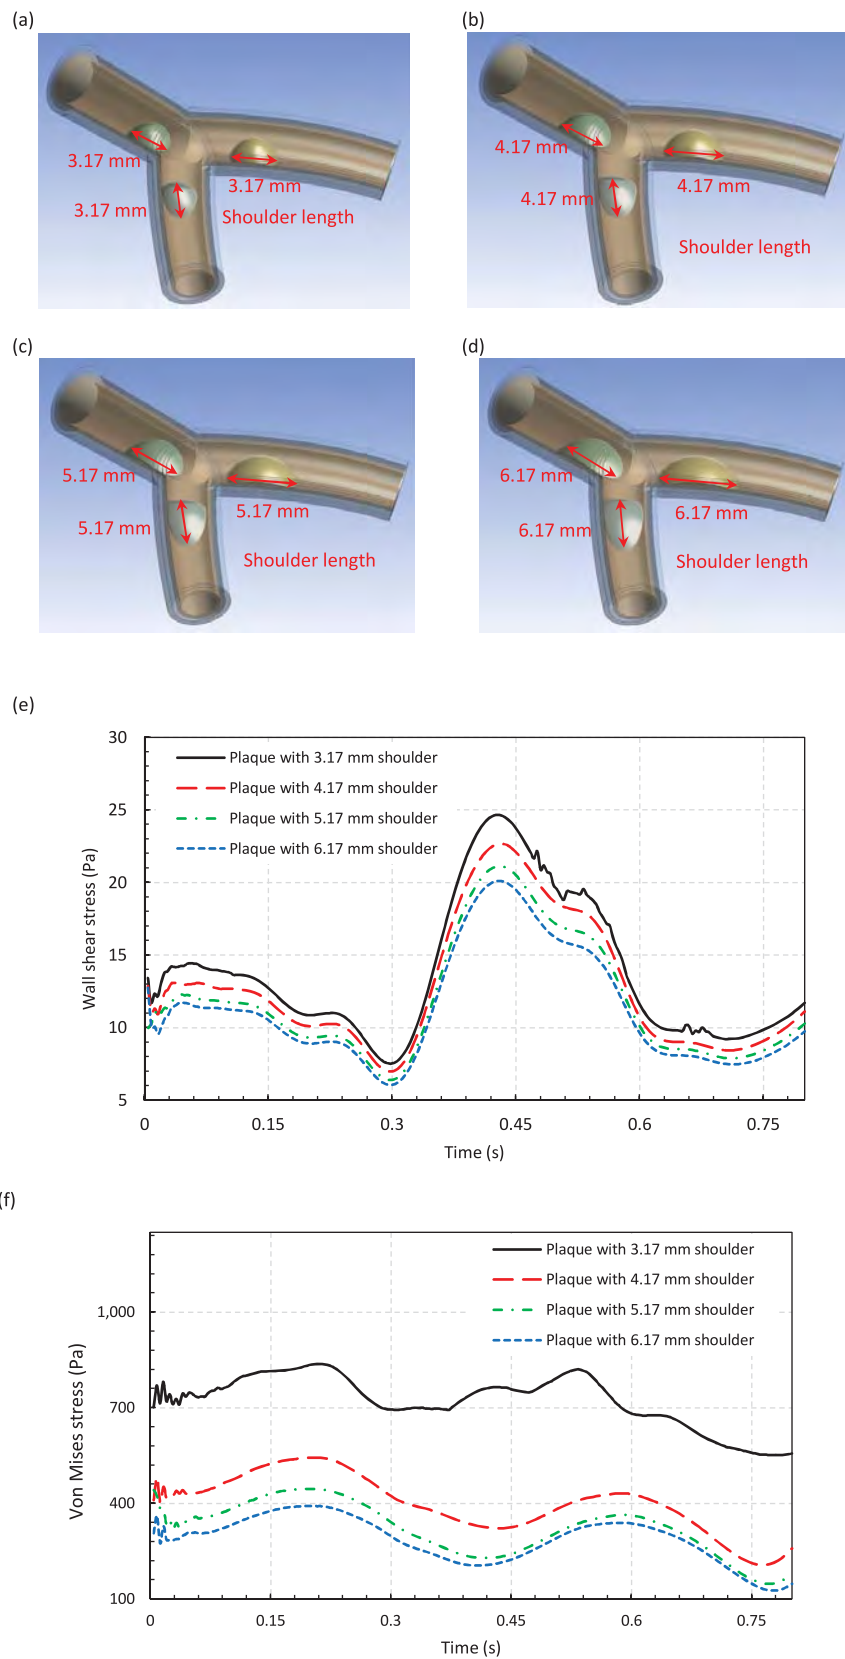 (a)
3.17 mm
3.17 mm
3.17 mm
Shoulder length
(b)
4.17 mm
4.17 mm
4.17 mm
Shoulder length
(c)
5.17 mm
5.17 mm
5.17 mm
Shoulder length
(d)
6.17 mm
6.17 mm
6.17 mm
Shoulder length
(e)
Plaque with 3.17 mm shoulder
Plaque with 4.17 mm shoulder
Plaque with 5.17 mm shoulder
Plaque with 6.17 mm shoulder
Wall shear stress (Pa)
30
25
20
15
10
5
0 0.15 0.3 0.45 0.6 0.75
Time (s)
(f)
Plaque with 3.17 mm shoulder
Plaque with 4.17 mm shoulder
Plaque with 5.17 mm shoulder
Plaque with 6.17 mm shoulder
Von Mises stress (Pa)
1,000
700
400
100
0 0.15 0.3 0.45 0.6 0.75
Time (s)